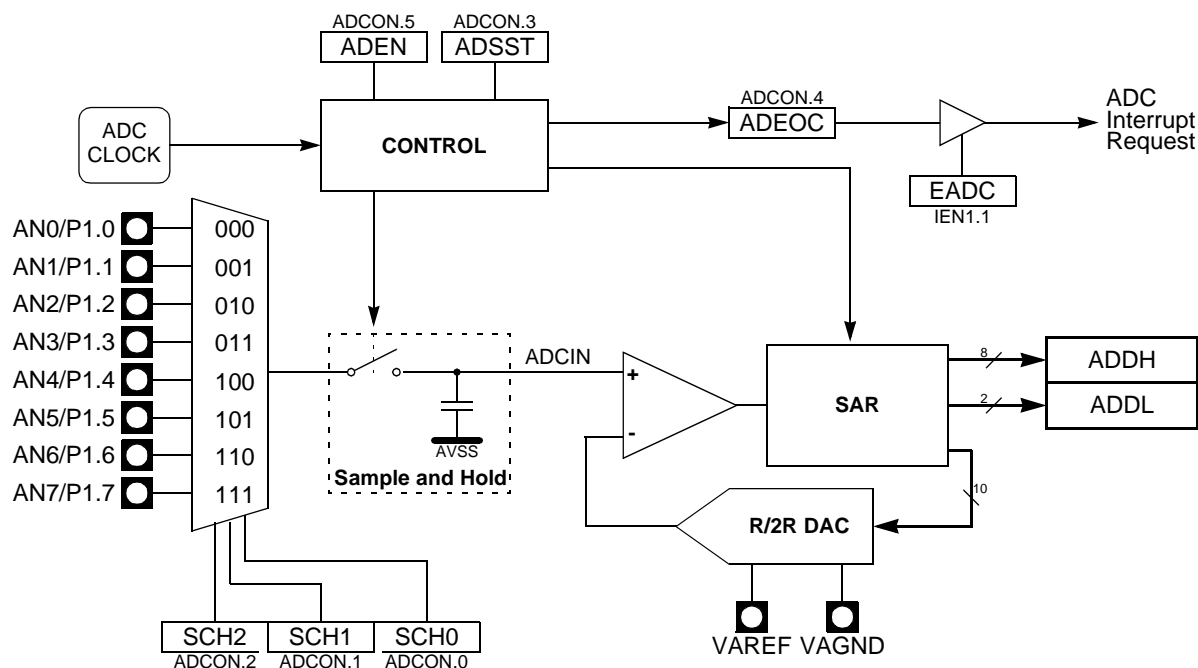 ADCON.5
ADEN
ADCON.3
ADSST
ADC
CLOCK
CONTROL
ADCON.4
ADEOC
ADC
Interrupt
Request
EADC
IEN1.1
AN0/P1.0
000
AN1/P1.1
001
AN2/P1.2
010
AN3/P1.3
011
AN4/P1.4
100
AN5/P1.5
101
AN6/P1.6
110
AN7/P1.7
111
ADCIN
+
-
AVSS
Sample and Hold
SAR
8
ADDH
2
ADDL
10
R/2R DAC
VAREF
VAGND
SCH2
SCH1
SCH0
ADCON.2
ADCON.1
ADCON.0